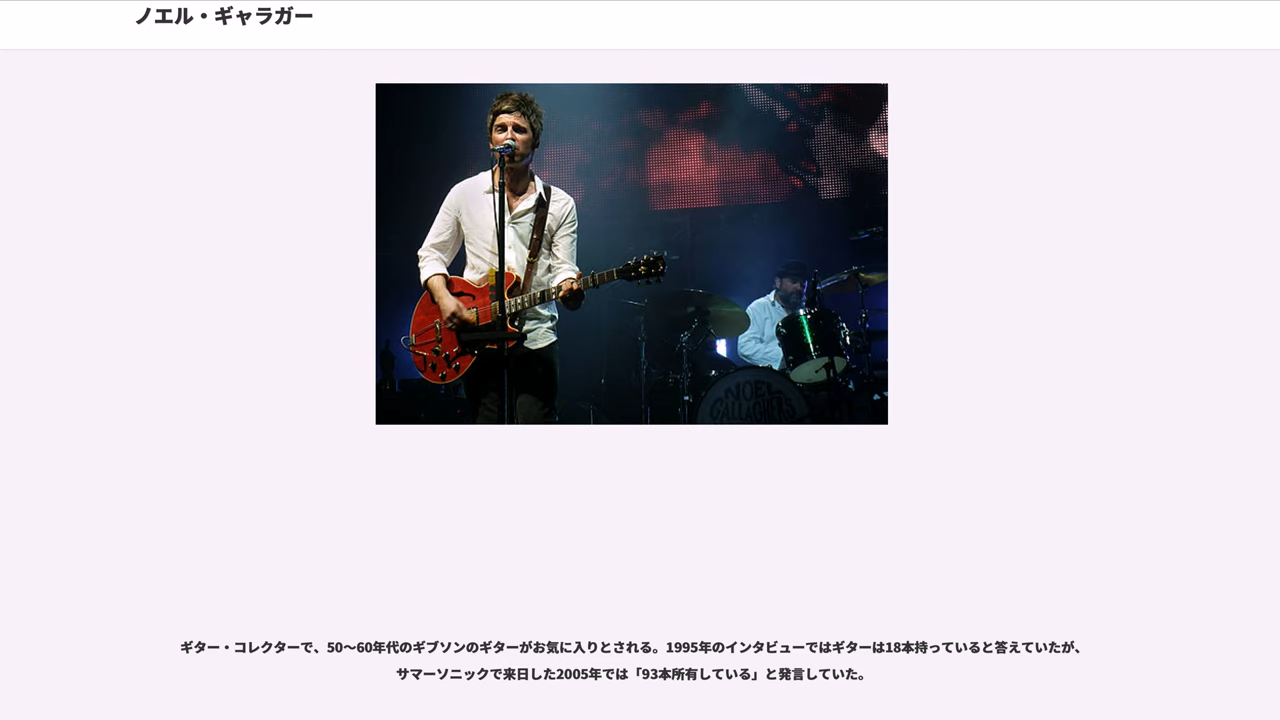 ノエル・ギャラガー
NOEL
GALLAGHER'S
ギター・コレクターで、50〜60年代のギブソンのギターがお気に入りとされる。1995年のインタビューではギターは18本持っていると答えていたが、
サマーソニックで来日した2005年では「93本所有している」と発言していた。